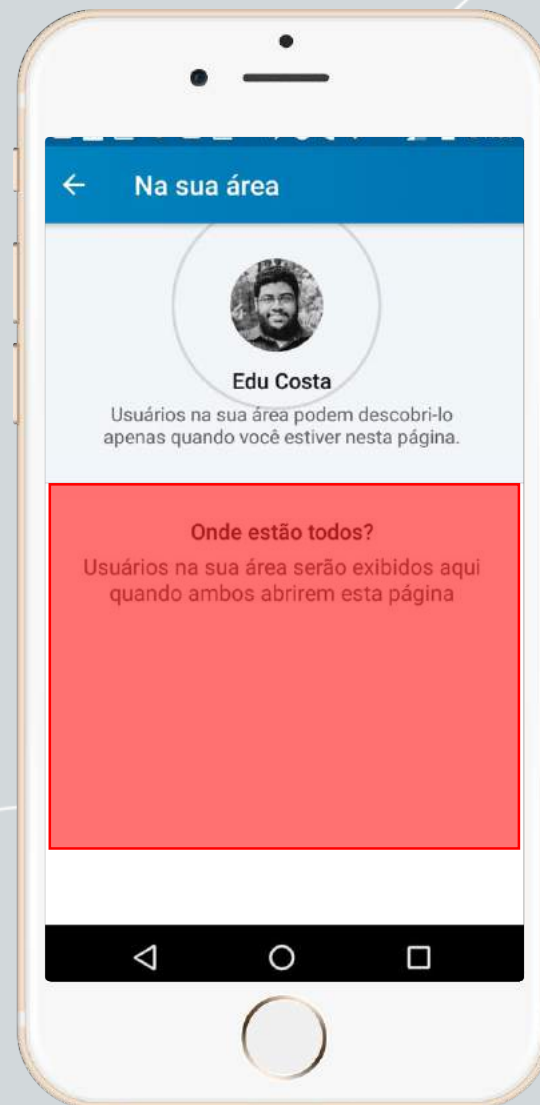 Na sua área
Edu Costa
Usuários na sua área podem descobri-lo
apenas quando você estiver nesta página.
Onde estão todos?
Usuários na sua área serão exibidos aqui
quando ambos abrirem esta página